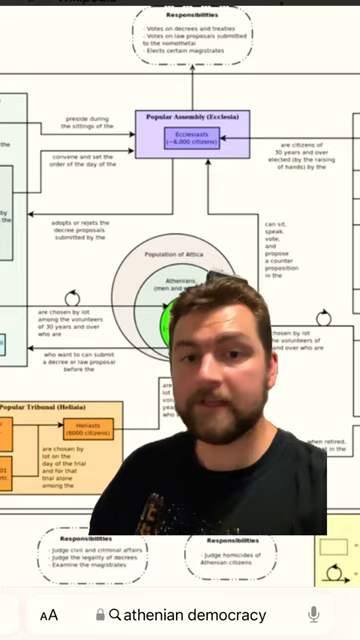 Responsibilities
- Votes on decrees and treaties
- Votes on law proposals submitted
to the nomothetai
- Elects certain magistrates
preside during
the sittings of the
Popular Assembly (Ecclesia)
Ecclesiasts
(~6,000 citizens)
are citizens of
30 years and over
elected (by the raising
of hands) by the
convene and set the
order of the day of the
adopts or rejects the
decree proposals
submitted by the
can sit,
speak,
vote,
and
propose
a counter
proposition
in the
Population of Attica
Athenians
(men and
are chosen by lot
among the volunteers
of 30 years and over
who are
chosen by lot
the volunteers of
and over who are
who want to can submit
a decree or law proposal
before the
are
lot
Popular Tribunal (Heliaia)
Heliasts
(6000 citizens)
are chosen by
lot on the
day of the trial
and for that
trial alone
among the
when retired,
in the
Responsibilities
- Judge civil and criminal affairs
- Judge the legality of decrees
- Examine the magistrates
Responsibilities
- Judge homicides of
Athenian citizens
AA
athenian democracy